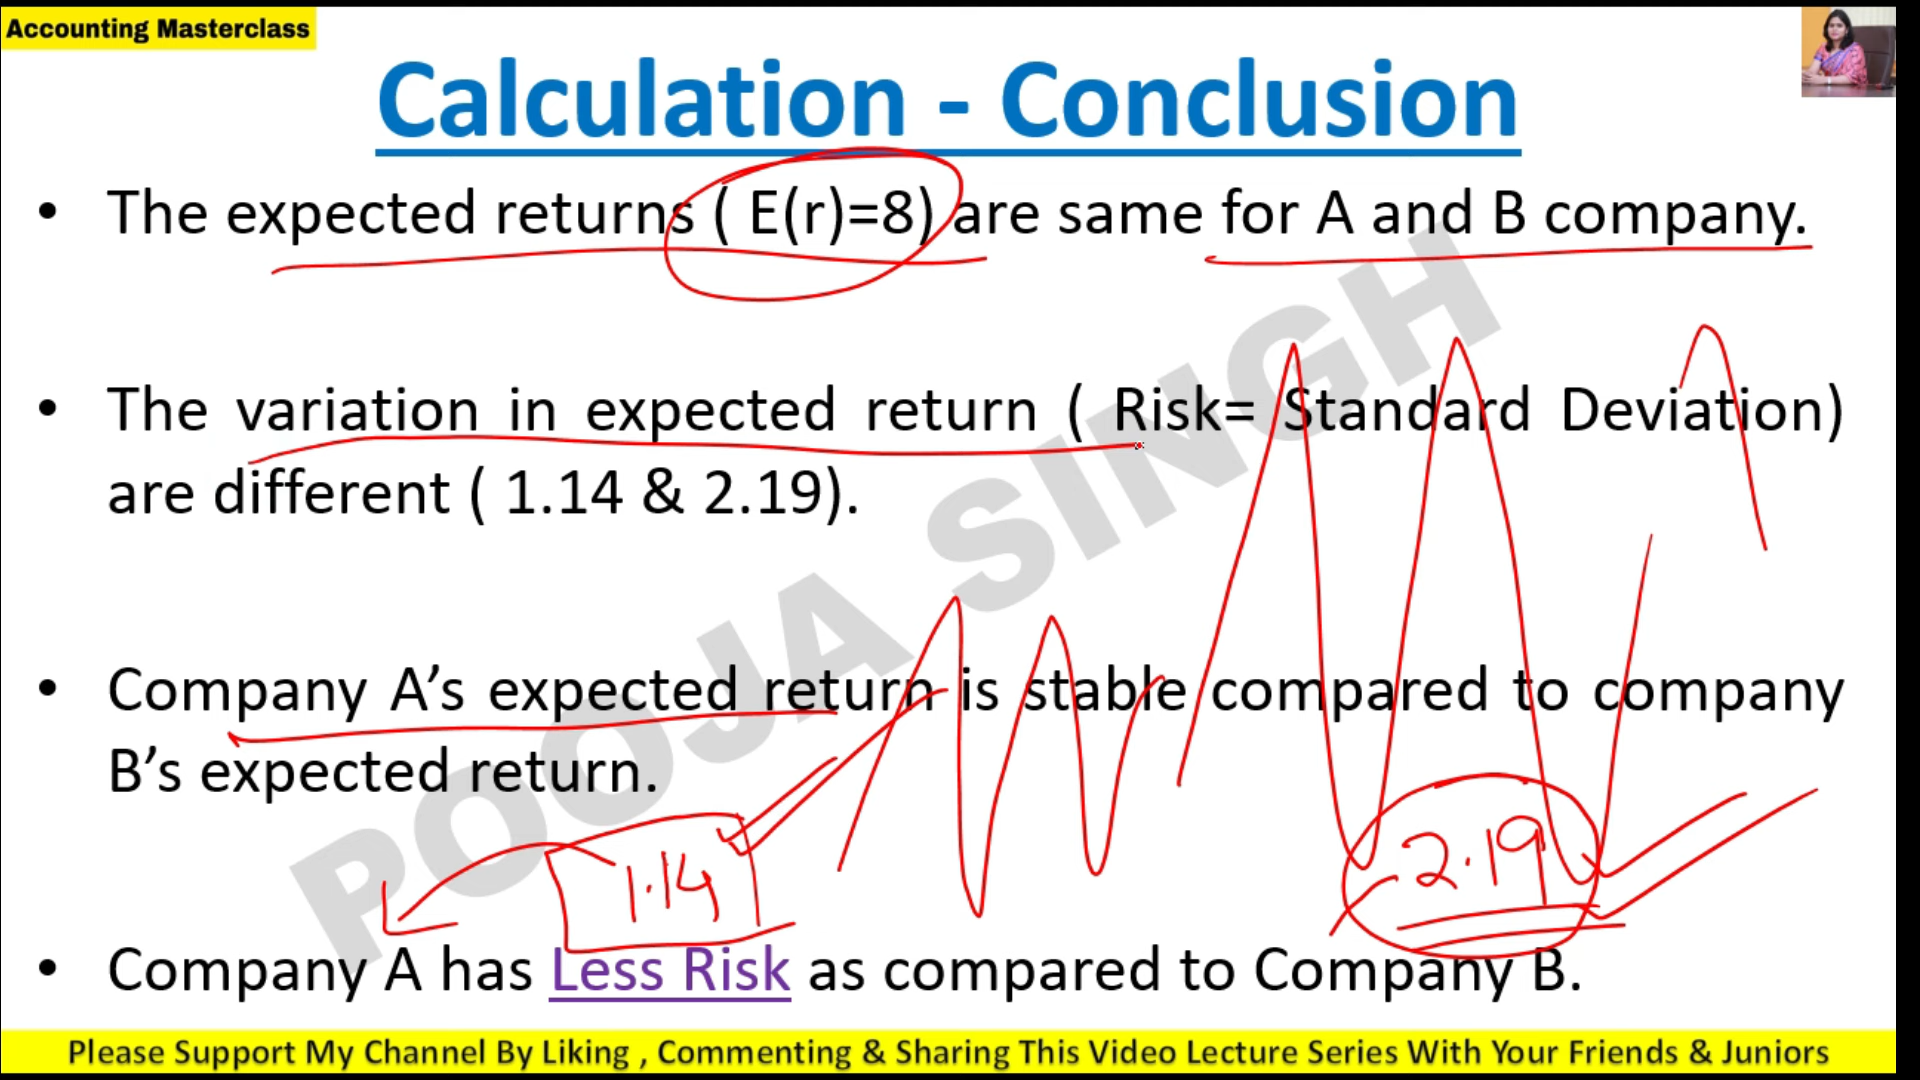 Accounting Masterclass
Calculation - Conclusion
• The expected returns ( E(r)=8) are same for A and B company.
• The variation in expected return ( Risk= Standard Deviation)
are different ( 1.14 & 2.19).
• Company A’s expected return is stable compared to company
B’s expected return.
1.14
2.19
• Company A has Less Risk as compared to Company B.
POOJA SINGH
Please Support My Channel By Liking , Commenting & Sharing This Video Lecture Series With Your Friends & Juniors